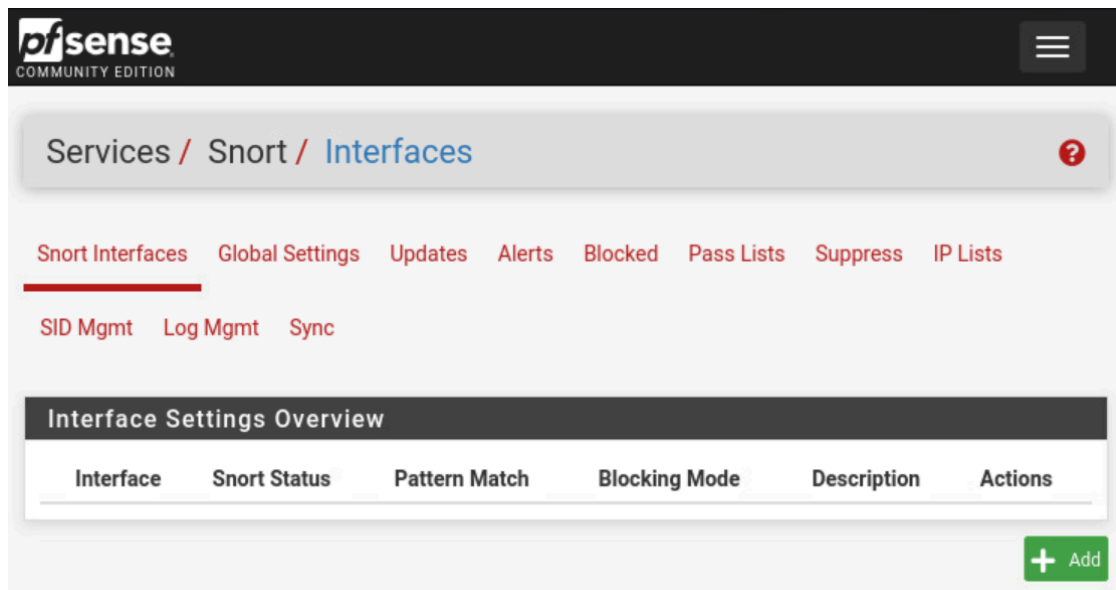 pfsense
COMMUNITY EDITION
Services / Snort / Interfaces
Snort Interfaces Global Settings Updates Alerts Blocked Pass Lists Suppress IP Lists
SID Mgmt Log Mgmt Sync
Interface Settings Overview
Interface Snort Status Pattern Match Blocking Mode Description Actions
Add